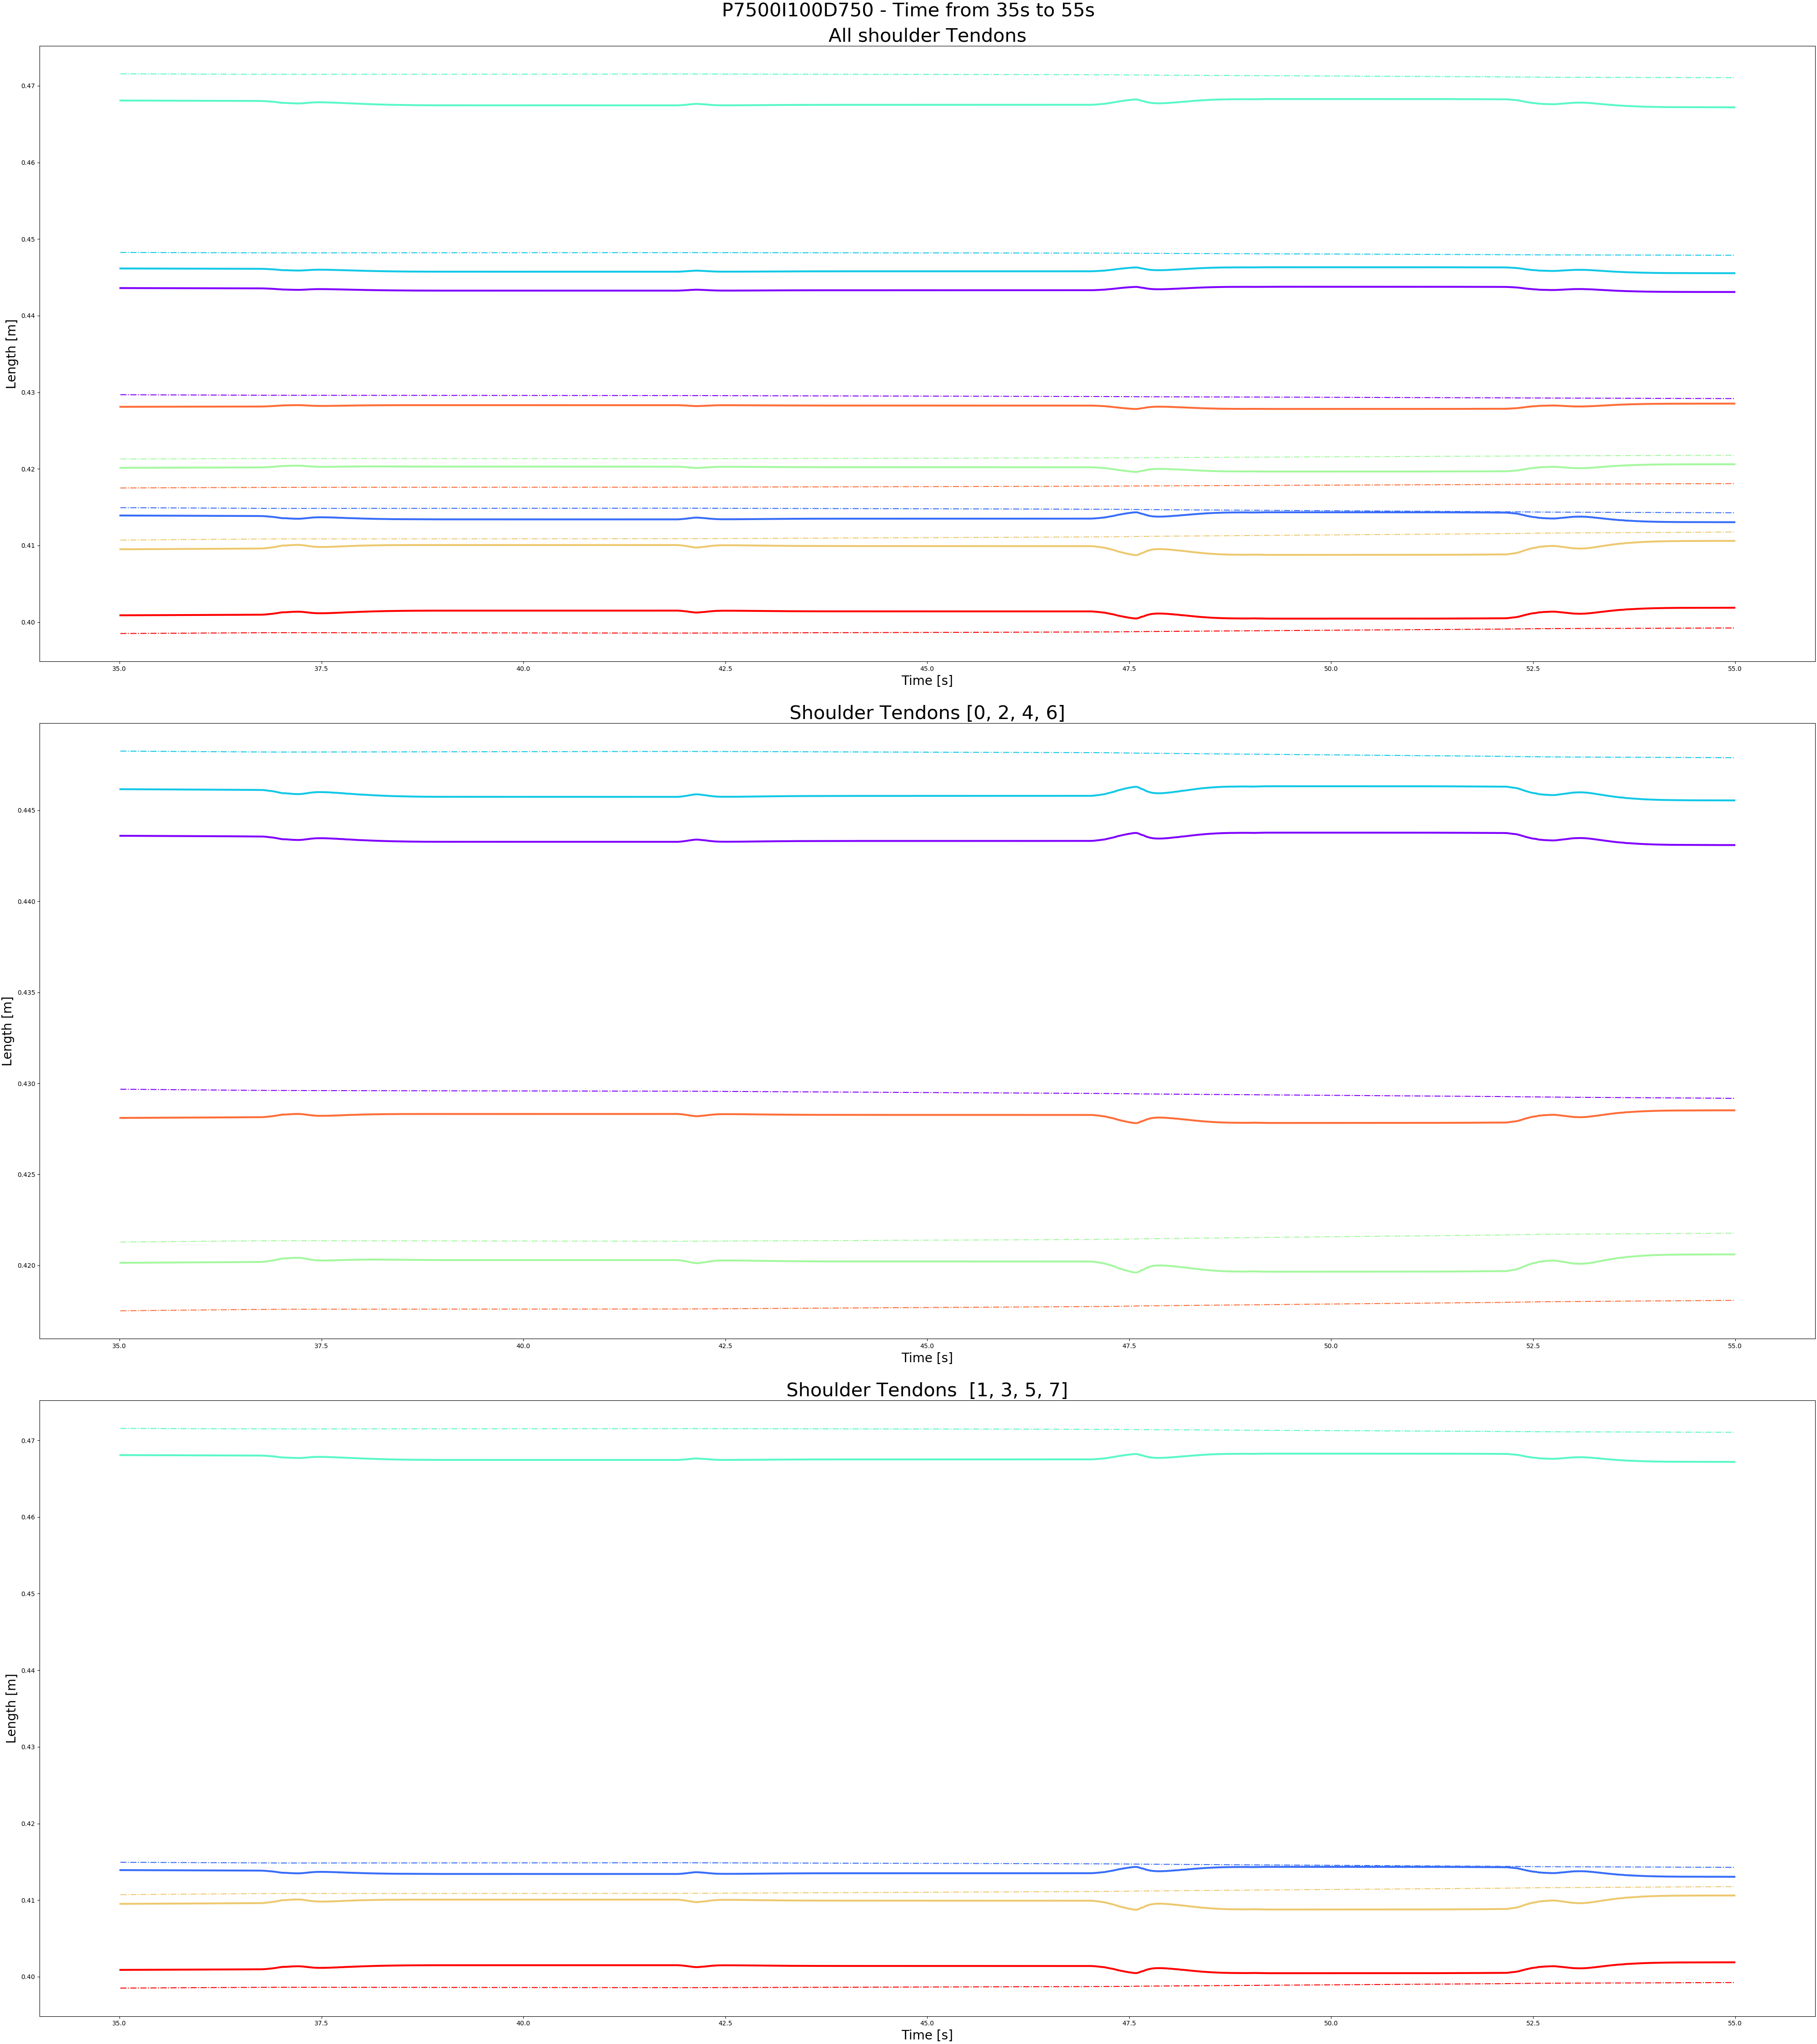 P7500I100D750 - Time from 35s to 55s
All shoulder Tendons
Length [m]
0.47
0.46
0.45
0.44
0.43
0.42
0.41
0.40
35.0 37.5 40.0 42.5 45.0 47.5 50.0 52.5 55.0
Time [s]
Shoulder Tendons [0, 2, 4, 6]
Length [m]
0.445
0.440
0.435
0.430
0.425
0.420
35.0 37.5 40.0 42.5 45.0 47.5 50.0 52.5 55.0
Time [s]
Shoulder Tendons  [1, 3, 5, 7]
Length [m]
0.47
0.46
0.45
0.44
0.43
0.42
0.41
0.40
35.0 37.5 40.0 42.5 45.0 47.5 50.0 52.5 55.0
Time [s]